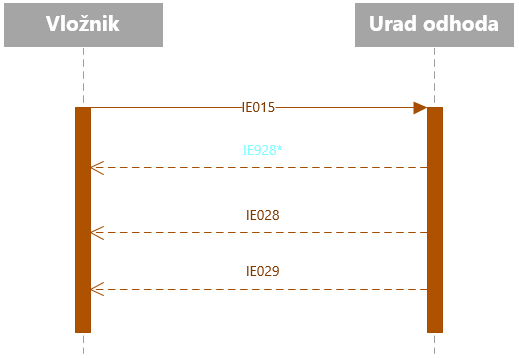 Vložnik
Urad odhoda
IE015
IE928*
IE028
IE029